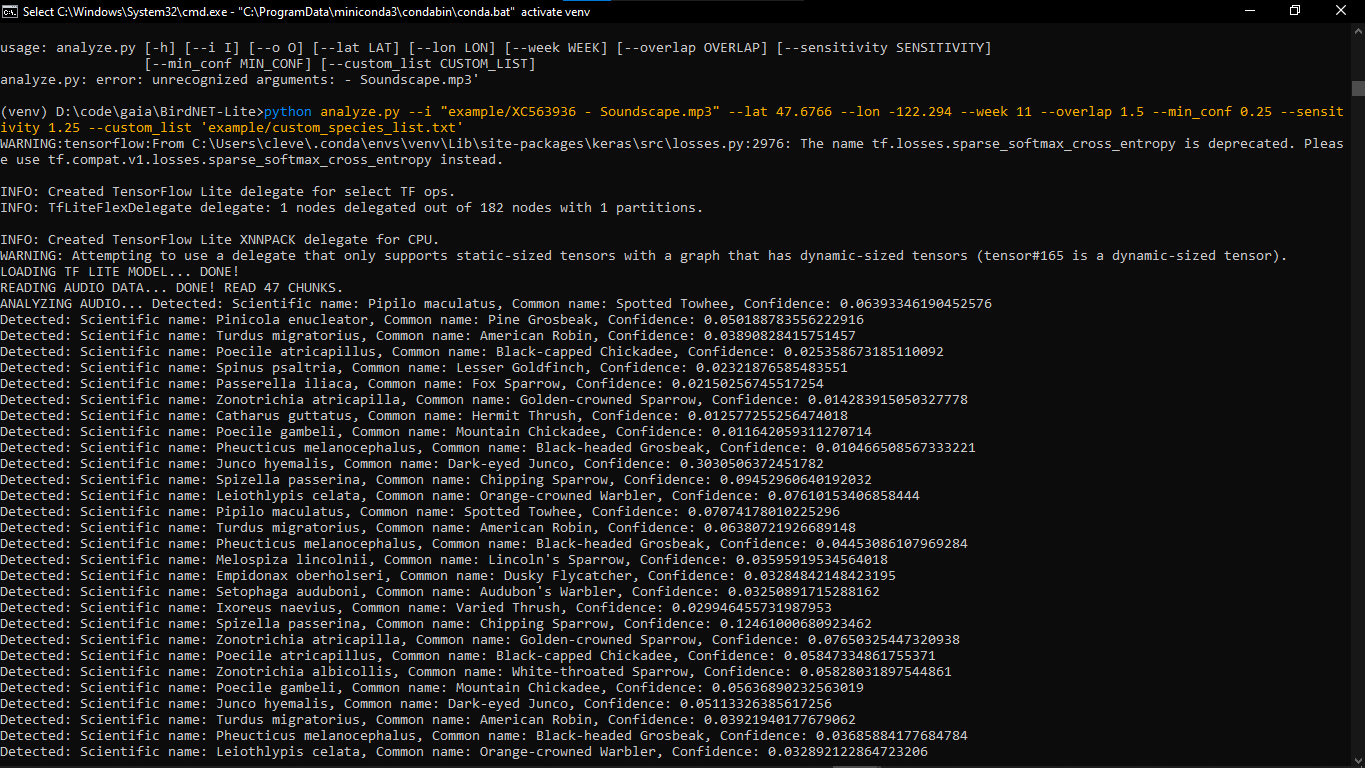 Select C:\Windows\System32\cmd.exe - "C:\ProgramData\miniconda3\condabin\conda.bat" activate venv
usage: analyze.py [-h] [--i I] [--o O] [--lat LAT] [--lon LON] [--week WEEK] [--overlap OVERLAP] [--sensitivity SENSITIVITY]
[--min_conf MIN_CONF] [--custom_list CUSTOM_LIST]
analyze.py: error: unrecognized arguments: - Soundscape.mp3'
(venv) D:\code\gaia\BirdNET-Lite>python analyze.py --i "example/XC563936 - Soundscape.mp3" --lat 47.6766 --lon -122.294 --week 11 --overlap 1.5 --min_conf 0.25 --sensit
ivity 1.25 --custom_list 'example/custom_species_list.txt'
WARNING:tensorflow:From C:\Users\cleve\.conda\envs\venv\Lib\site-packages\keras\src\losses.py:2976: The name tf.losses.sparse_softmax_cross_entropy is deprecated. Pleas
e use tf.compat.v1.losses.sparse_softmax_cross_entropy instead.
INFO: Created TensorFlow Lite delegate for select TF ops.
INFO: TfLiteFlexDelegate delegate: 1 nodes delegated out of 182 nodes with 1 partitions.
INFO: Created TensorFlow Lite XNNPACK delegate for CPU.
WARNING: Attempting to use a delegate that only supports static-sized tensors with a graph that has dynamic-sized tensors (tensor#165 is a dynamic-sized tensor).
LOADING TF LITE MODEL... DONE!
READING AUDIO DATA... DONE! READ 47 CHUNKS.
ANALYZING AUDIO... Detected: Scientific name: Pipilo maculatus, Common name: Spotted Towhee, Confidence: 0.06393346190452576
Detected: Scientific name: Pinicola enucleator, Common name: Pine Grosbeak, Confidence: 0.050188783556222916
Detected: Scientific name: Turdus migratorius, Common name: American Robin, Confidence: 0.03890828415751457
Detected: Scientific name: Poecile atricapillus, Common name: Black-capped Chickadee, Confidence: 0.025358673185110092
Detected: Scientific name: Spinus psaltria, Common name: Lesser Goldfinch, Confidence: 0.02321876585483551
Detected: Scientific name: Passerella iliaca, Common name: Fox Sparrow, Confidence: 0.02150256745517254
Detected: Scientific name: Zonotrichia atricapilla, Common name: Golden-crowned Sparrow, Confidence: 0.014283915050327778
Detected: Scientific name: Catharus guttatus, Common name: Hermit Thrush, Confidence: 0.012577255256474018
Detected: Scientific name: Poecile gambeli, Common name: Mountain Chickadee, Confidence: 0.011642059311270714
Detected: Scientific name: Pheucticus melanocephalus, Common name: Black-headed Grosbeak, Confidence: 0.010466508567333221
Detected: Scientific name: Junco hyemalis, Common name: Dark-eyed Junco, Confidence: 0.3030506372451782
Detected: Scientific name: Spizella passerina, Common name: Chipping Sparrow, Confidence: 0.09452960640192032
Detected: Scientific name: Leiothlypis celata, Common name: Orange-crowned Warbler, Confidence: 0.07610153406858444
Detected: Scientific name: Pipilo maculatus, Common name: Spotted Towhee, Confidence: 0.07074178010225296
Detected: Scientific name: Turdus migratorius, Common name: American Robin, Confidence: 0.06380721926689148
Detected: Scientific name: Pheucticus melanocephalus, Common name: Black-headed Grosbeak, Confidence: 0.04453086107969284
Detected: Scientific name: Melospiza lincolnii, Common name: Lincoln's Sparrow, Confidence: 0.03595919534564018
Detected: Scientific name: Empidonax oberholseri, Common name: Dusky Flycatcher, Confidence: 0.03284842148423195
Detected: Scientific name: Setophaga auduboni, Common name: Audubon's Warbler, Confidence: 0.03250891715288162
Detected: Scientific name: Ixoreus naevius, Common name: Varied Thrush, Confidence: 0.029946455731987953
Detected: Scientific name: Spizella passerina, Common name: Chipping Sparrow, Confidence: 0.12461000680923462
Detected: Scientific name: Zonotrichia atricapilla, Common name: Golden-crowned Sparrow, Confidence: 0.07650325447320938
Detected: Scientific name: Poecile atricapillus, Common name: Black-capped Chickadee, Confidence: 0.05847334861755371
Detected: Scientific name: Zonotrichia albicollis, Common name: White-throated Sparrow, Confidence: 0.05828031897544861
Detected: Scientific name: Poecile gambeli, Common name: Mountain Chickadee, Confidence: 0.05636890232563019
Detected: Scientific name: Junco hyemalis, Common name: Dark-eyed Junco, Confidence: 0.05113326385617256
Detected: Scientific name: Turdus migratorius, Common name: American Robin, Confidence: 0.03921940177679062
Detected: Scientific name: Pheucticus melanocephalus, Common name: Black-headed Grosbeak, Confidence: 0.03685884177684784
Detected: Scientific name: Leiothlypis celata, Common name: Orange-crowned Warbler, Confidence: 0.032892122864723206